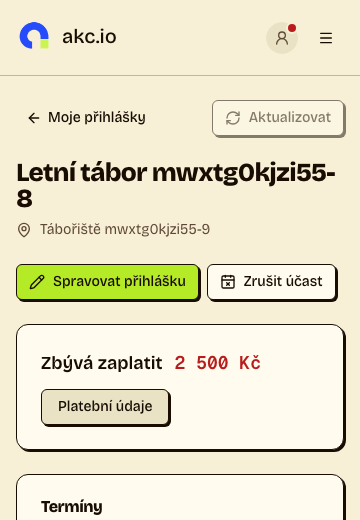 akc.io
Moje přihlášky
Aktualizovat
Letní tábor mwxtg0kjzi55-
8
Tábořiště mwxtg0kjzi55-9
Spravovat přihlášku
Zrušit účast
Zbývá zaplatit 2 500 Kč
Platební údaje
Termíny